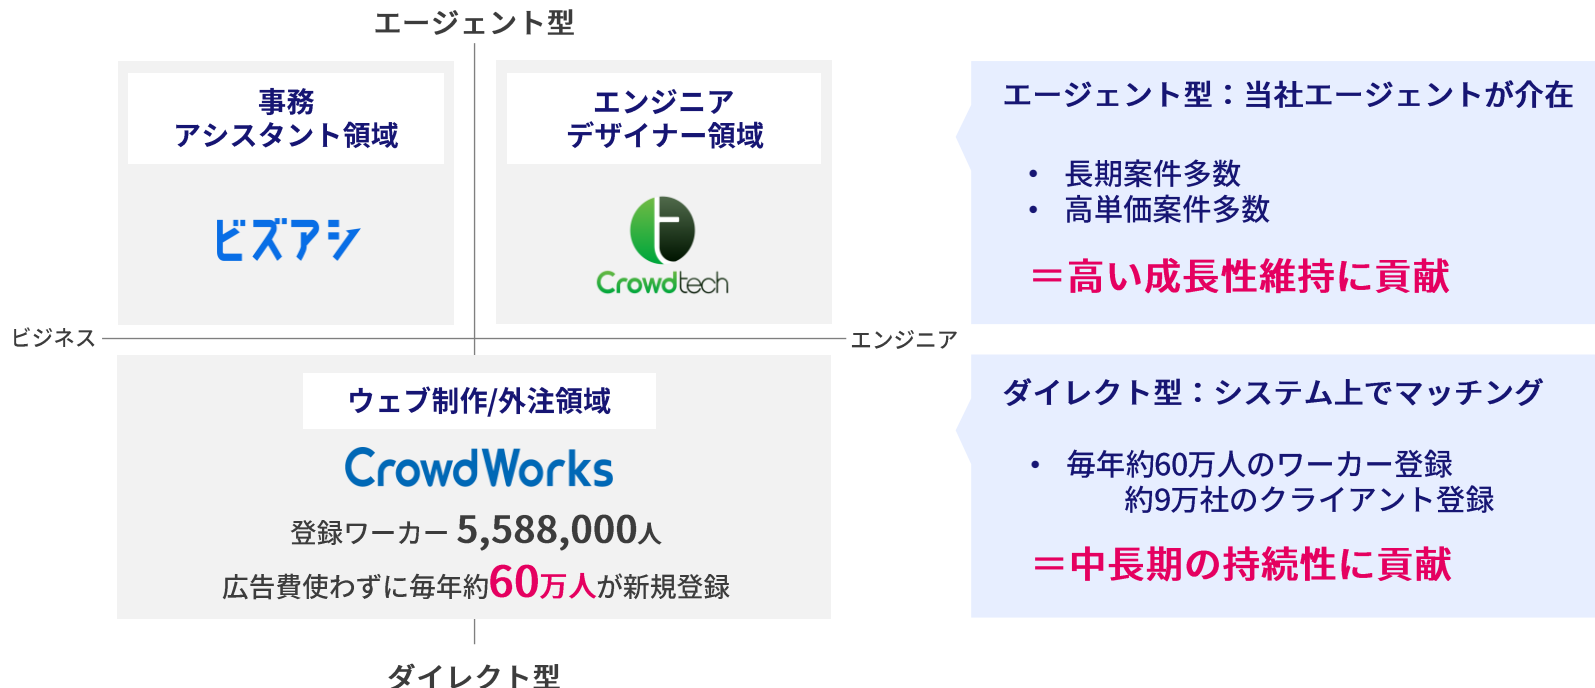 エージェント型
事務
アシスタント領域
ビズアシ
エンジニア
デザイナー領域
Crowdtech
ビジネス
エンジニア
ウェブ制作/外注領域
CrowdWorks
登録ワーカー 5,588,000人
広告費使わずに毎年約60万人が新規登録
ダイレクト型
エージェント型：当社エージェントが介在
• 長期案件多数
• 高単価案件多数
＝高い成長性維持に貢献
ダイレクト型：システム上でマッチング
• 毎年約60万人のワーカー登録
約9万社のクライアント登録
＝中長期の持続性に貢献